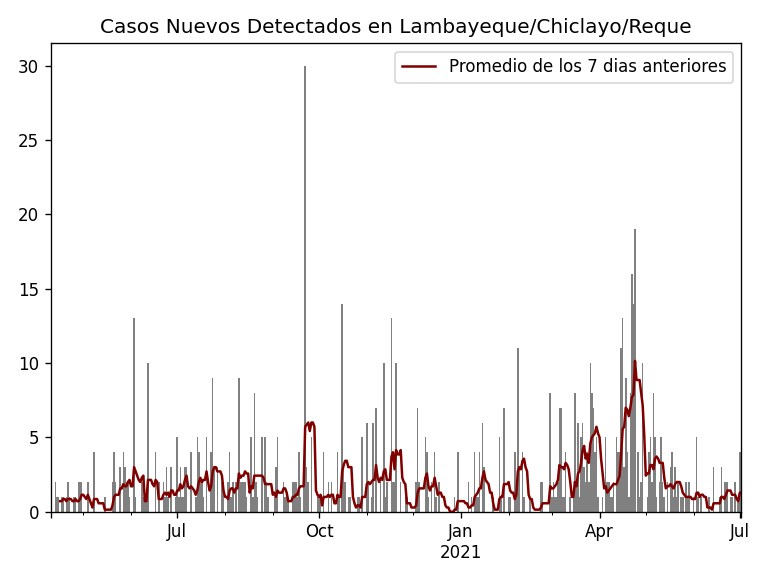 Casos Nuevos Detectados en Lambayeque/Chiclayo/Reque
Promedio de los 7 dias anteriores
30
25
20
15
10
5
0
Jul Oct Jan Apr Jul
2021